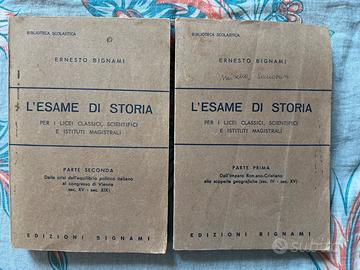 BIBLIOTECA SCOLASTICA
ERNESTO BIGNAMI
L'ESAME DI STORIA
PER I LICEI CLASSICI, SCIENTIFICI
E ISTITUTI MAGISTRALI
PARTE SECONDA
Dalla crisi dell'equilibrio politico italiano
al congresso di Vienna
(sec. XV - sec. XIX)
EDIZIONI BIGNAMI
BIBLIOTECA SCOLASTICA
ERNESTO BIGNAMI
L'ESAME DI STORIA
PER I LICEI CLASSICI, SCIENTIFICI
E ISTITUTI MAGISTRALI
PARTE PRIMA
Dall'Impero Romano-Cristiano
alle scoperte geografiche (sec. IV - sec. XV)
EDIZIONI BIGNAMI
subito